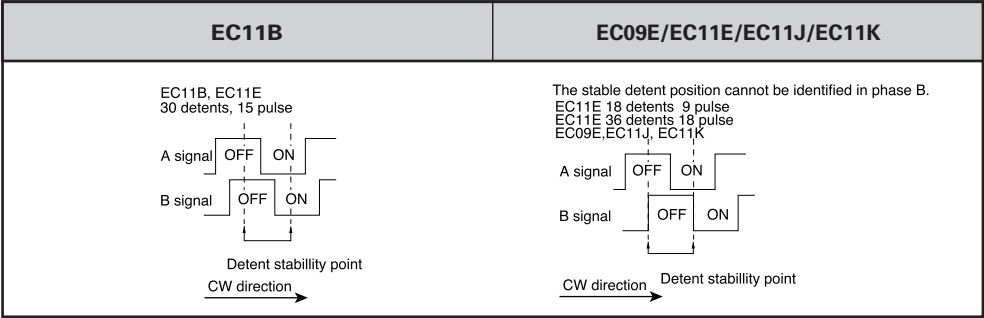 EC11B
EC09E/EC11E/EC11J/EC11K
EC11B, EC11E
30 detents, 15 pulse
A signal
OFF
ON
B signal
OFF
ON
Detent stabillity point
CW direction
The stable detent position cannot be identified in phase B.
EC11E 18 detents 9 pulse
EC11E 36 detents 18 pulse
EC09E,EC11J, EC11K
A signal
OFF
ON
B signal
OFF
ON
Detent stabillity point
CW direction